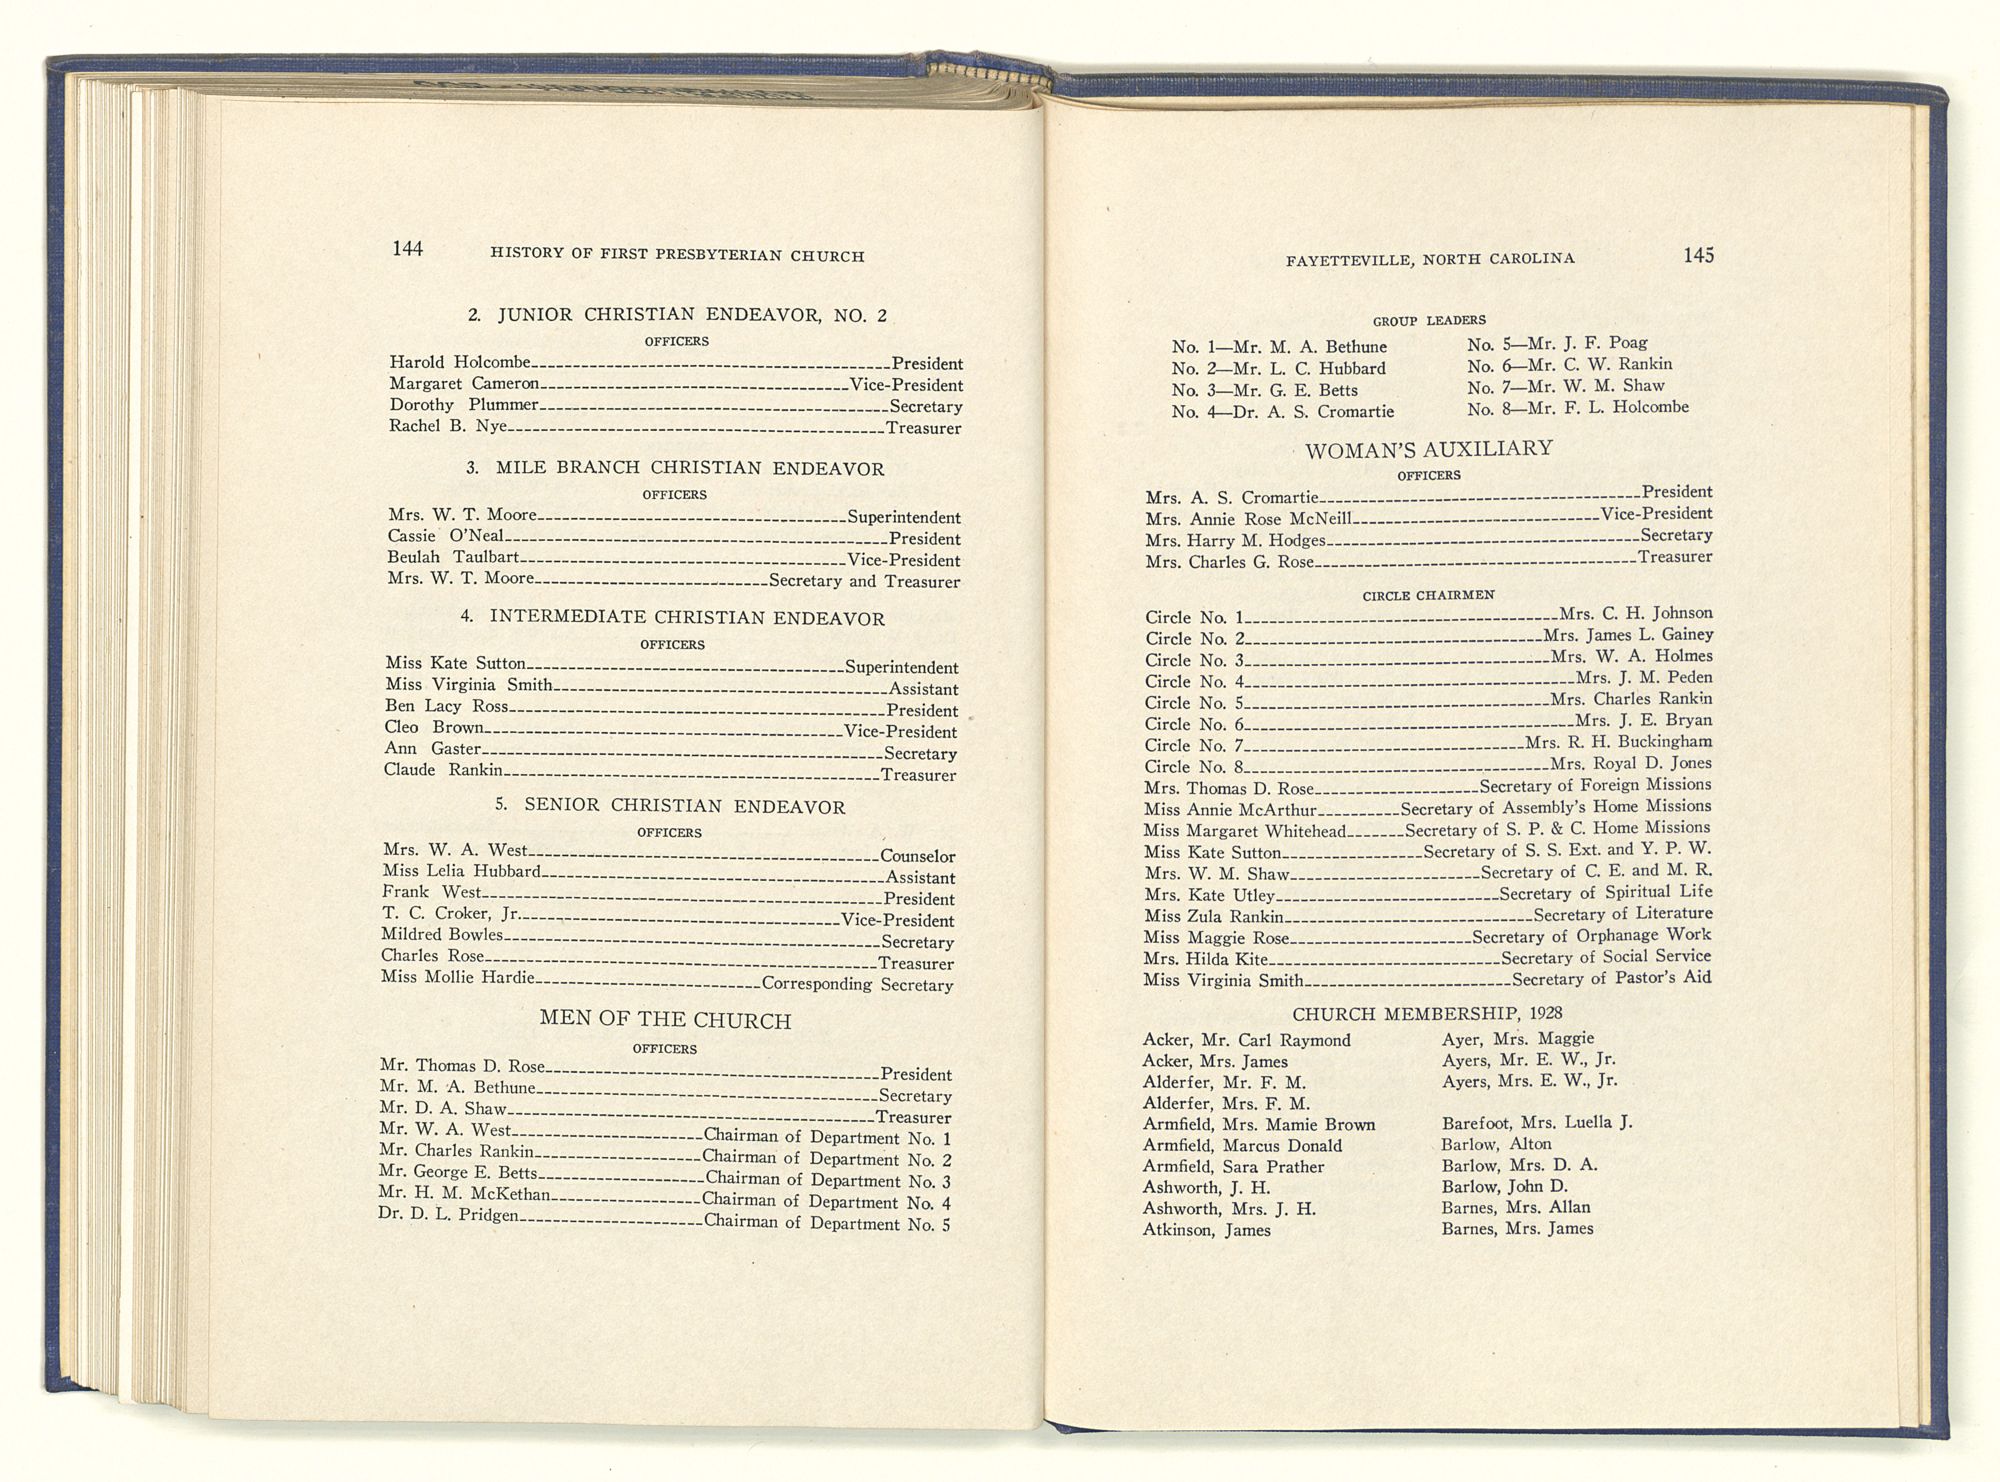 144 HISTORY OF FIRST PRESBYTERIAN CHURCH
2. JUNIOR CHRISTIAN ENDEAVOR, NO. 2
OFFICERS
Harold Holcombe President
Margaret Cameron Vice-President
Dorothy Plummer Secretary
Rachel B. Nye Treasurer
3. MILE BRANCH CHRISTIAN ENDEAVOR
OFFICERS
Mrs. W. T. Moore Superintendent
Cassie O'Neal President
Beulah Taulbart Vice-President
Mrs. W. T. Moore Secretary and Treasurer
4. INTERMEDIATE CHRISTIAN ENDEAVOR
OFFICERS
Miss Kate Sutton Superintendent
Miss Virginia Smith Assistant
Ben Lacy Ross President
Cleo Brown Vice-President
Ann Gaster Secretary
Claude Rankin Treasurer
5. SENIOR CHRISTIAN ENDEAVOR
OFFICERS
Mrs. W. A. West Counselor
Miss Lelia Hubbard Assistant
Frank West President
T. C. Croker, Jr. Vice-President
Mildred Bowles Secretary
Charles Rose Treasurer
Miss Mollie Hardie Corresponding Secretary
MEN OF THE CHURCH
OFFICERS
Mr. Thomas D. Rose President
Mr. M. A. Bethune Secretary
Mr. D. A. Shaw Treasurer
Mr. W. A. West Chairman of Department No. 1
Mr. Charles Rankin Chairman of Department No. 2
Mr. George E. Betts Chairman of Department No. 3
Mr. H. M. McKethan Chairman of Department No. 4
Dr. D. L. Pridgen Chairman of Department No. 5
FAYETTEVILLE, NORTH CAROLINA 145
GROUP LEADERS
No. 1—Mr. M. A. Bethune
No. 2—Mr. L. C. Hubbard
No. 3—Mr. G. E. Betts
No. 4—Dr. A. S. Cromartie
No. 5—Mr. J. F. Poag
No. 6—Mr. C. W. Rankin
No. 7—Mr. W. M. Shaw
No. 8—Mr. F. L. Holcombe
WOMAN'S AUXILIARY
OFFICERS
Mrs. A. S. Cromartie President
Mrs. Annie Rose McNeill Vice-President
Mrs. Harry M. Hodges Secretary
Mrs. Charles G. Rose Treasurer
CIRCLE CHAIRMEN
Circle No. 1 Mrs. C. H. Johnson
Circle No. 2 Mrs. James L. Gainey
Circle No. 3 Mrs. W. A. Holmes
Circle No. 4 Mrs. J. M. Peden
Circle No. 5 Mrs. Charles Rankin
Circle No. 6 Mrs. J. E. Bryan
Circle No. 7 Mrs. R. H. Buckingham
Circle No. 8 Mrs. Royal D. Jones
Mrs. Thomas D. Rose Secretary of Foreign Missions
Miss Annie McArthur Secretary of Assembly's Home Missions
Miss Margaret Whitehead Secretary of S. P. & C. Home Missions
Miss Kate Sutton Secretary of S. S. Ext. and Y. P. W.
Mrs. W. M. Shaw Secretary of C. E. and M. R.
Mrs. Kate Utley Secretary of Spiritual Life
Miss Zula Rankin Secretary of Literature
Miss Maggie Rose Secretary of Orphanage Work
Mrs. Hilda Kite Secretary of Social Service
Miss Virginia Smith Secretary of Pastor's Aid
CHURCH MEMBERSHIP, 1928
Acker, Mr. Carl Raymond
Acker, Mrs. James
Alderfer, Mr. F. M.
Alderfer, Mrs. F. M.
Armfield, Mrs. Mamie Brown
Armfield, Marcus Donald
Armfield, Sara Prather
Ashworth, J. H.
Ashworth, Mrs. J. H.
Atkinson, James
Ayer, Mrs. Maggie
Ayers, Mr. E. W., Jr.
Ayers, Mrs. E. W., Jr.
Barefoot, Mrs. Luella J.
Barlow, Alton
Barlow, Mrs. D. A.
Barlow, John D.
Barnes, Mrs. Allan
Barnes, Mrs. James